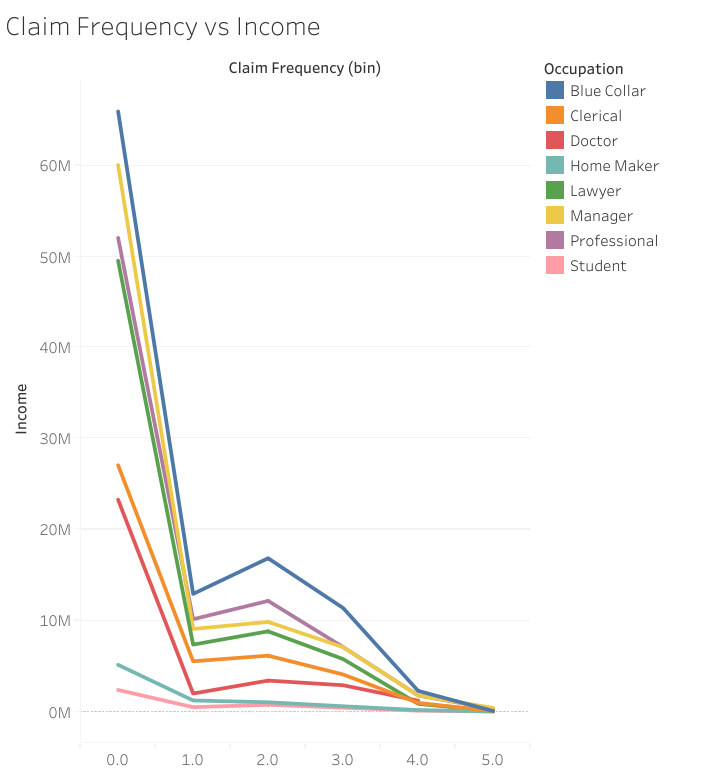 Claim Frequency vs Income
Claim Frequency (bin)
Occupation
Blue Collar
Clerical
Doctor
Home Maker
Lawyer
Manager
Professional
Student
Income
60M
50M
40M
30M
20M
10M
0M
0.0 1.0 2.0 3.0 4.0 5.0